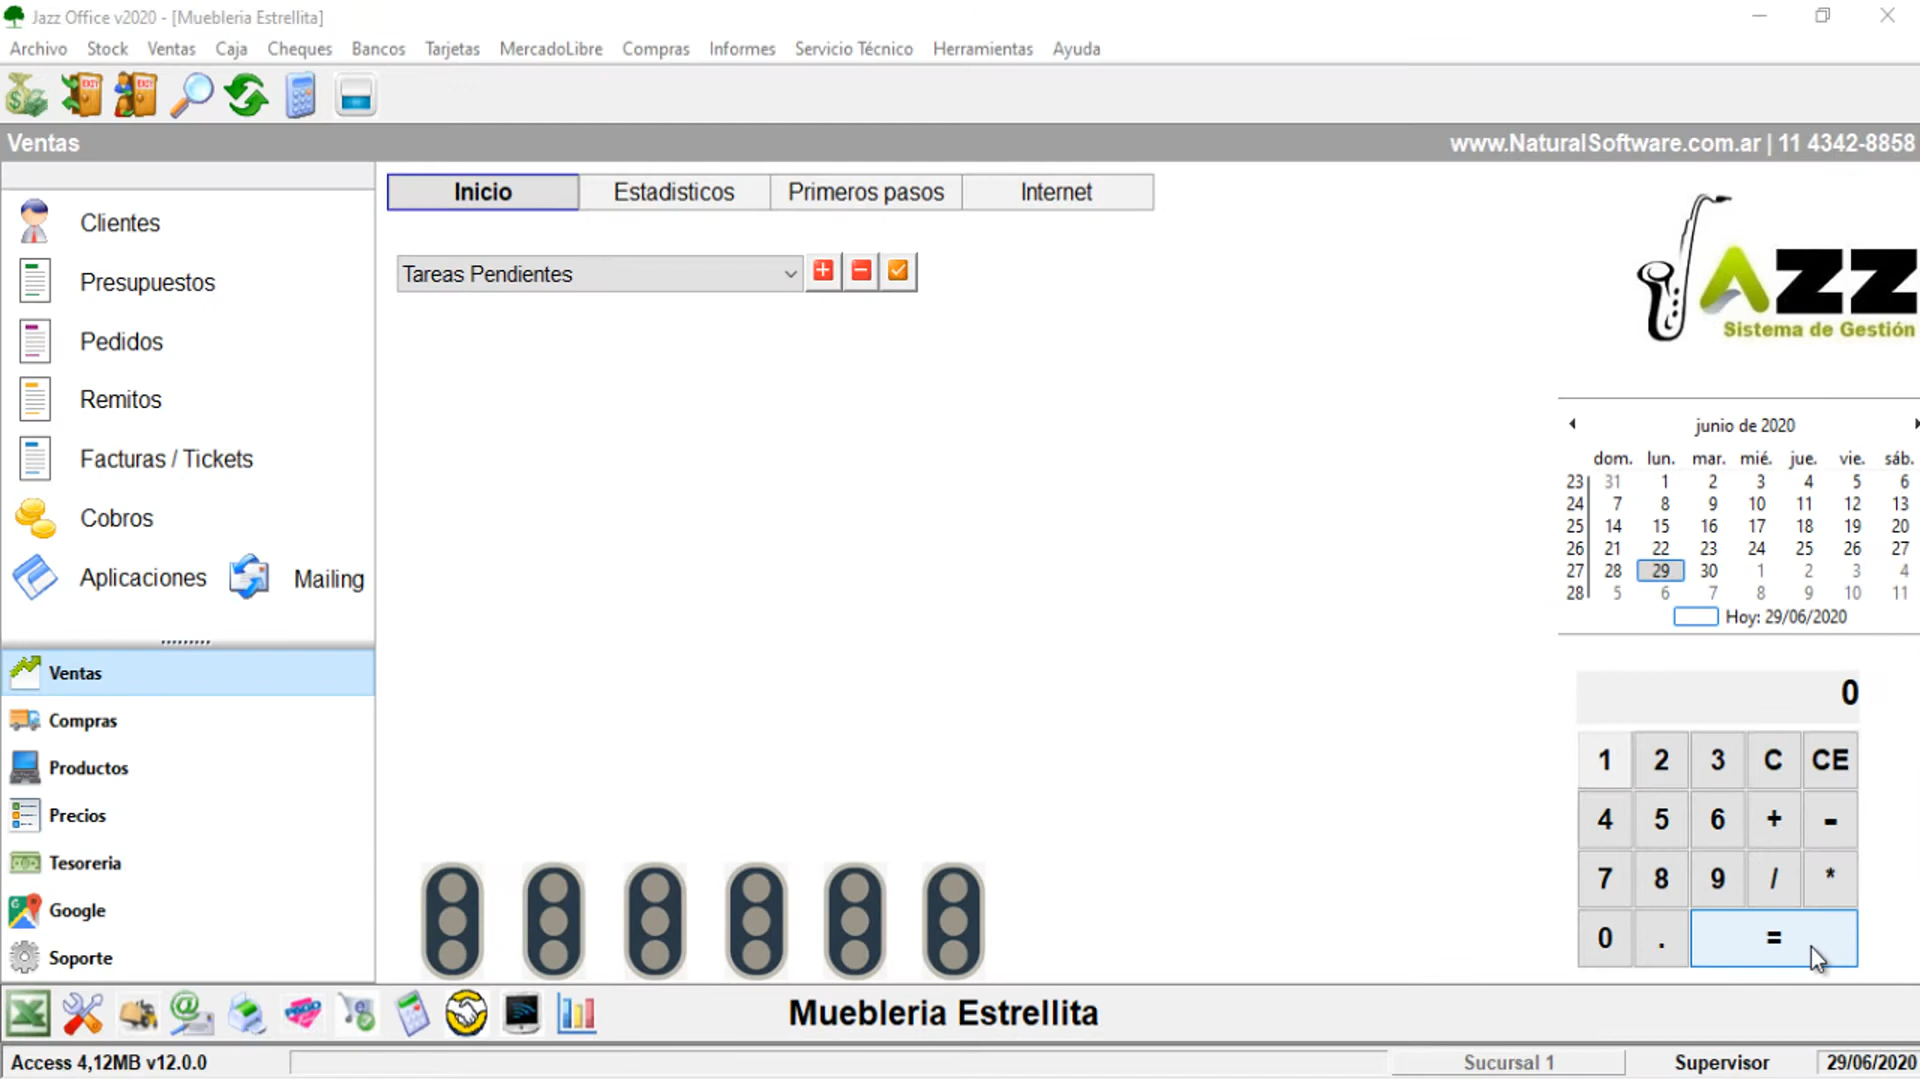 Jazz Office v2020 - [Muebleria Estrellita]
Archivo Stock Ventas Caja Cheques Bancos Tarjetas MercadoLibre Compras Informes Servicio Técnico Herramientas Ayuda
Ventas
www.NaturalSoftware.com.ar | 11 4342-8858
Clientes
Presupuestos
Pedidos
Remitos
Facturas / Tickets
Cobros
Aplicaciones Mailing
Ventas
Compras
Productos
Precios
Tesoreria
Google
Soporte
Inicio Estadisticos Primeros pasos Internet
Tareas Pendientes
AZZ
Sistema de Gestión
junio de 2020
dom. lun. mar. mié. jue. vie. sáb.
23 31 1 2 3 4 5 6
24 7 8 9 10 11 12 13
25 14 15 16 17 18 19 20
26 21 22 23 24 25 26 27
27 28 29 30 1 2 3 4
28 5 6 7 8 9 10 11
Hoy: 29/06/2020
0
1 2 3 C CE
4 5 6 + -
7 8 9 / *
0 . =
Muebleria Estrellita
Access 4,12MB v12.0.0
Sucursal 1 Supervisor 29/06/2020